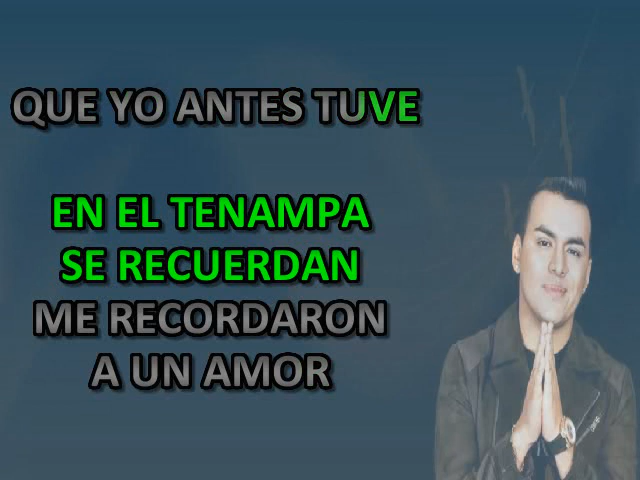 QUE YO ANTES TUVE
EN EL TENAMPA
SE RECUERDAN
ME RECORDARON
A UN AMOR